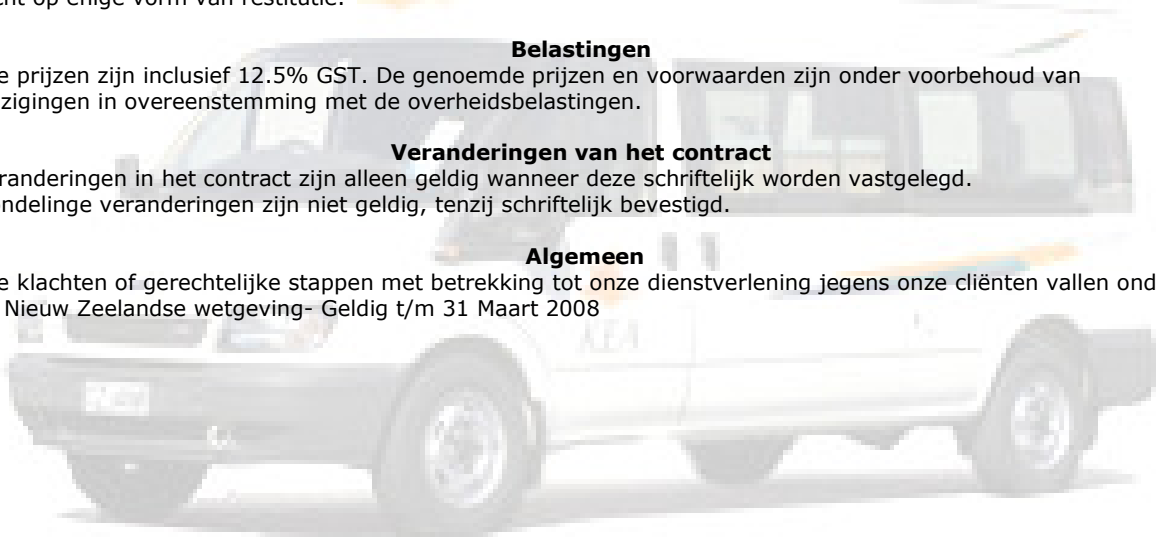 cht op enige vorm van restitutie.
Belastingen
e prijzen zijn inclusief 12.5% GST. De genoemde prijzen en voorwaarden zijn onder voorbehoud van
zigingen in overeenstemming met de overheidsbelastingen.
Veranderingen van het contract
randeringen in het contract zijn alleen geldig wanneer deze schriftelijk worden vastgelegd.
ndelinge veranderingen zijn niet geldig, tenzij schriftelijk bevestigd.
Algemeen
e klachten of gerechtelijke stappen met betrekking tot onze dienstverlening jegens onze cliënten vallen ond
Nieuw Zeelandse wetgeving- Geldig t/m 31 Maart 2008
KEA